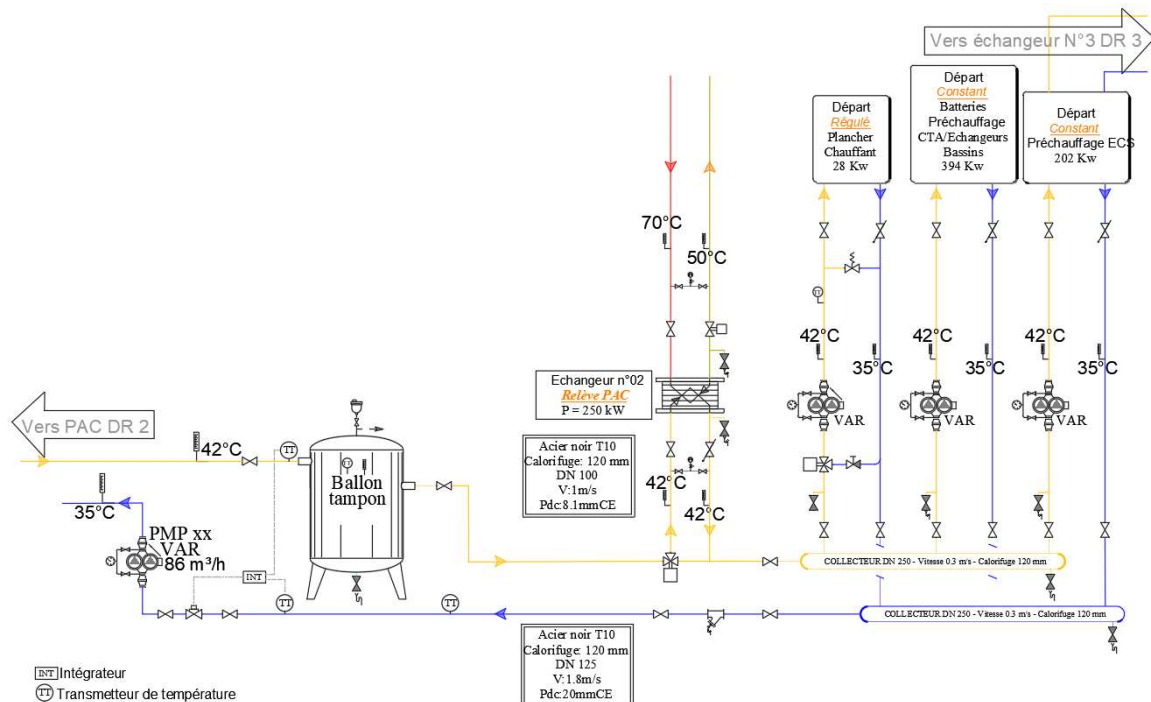 Vers échangeur N°3 DR 3
Départ
Régulé
Plancher
Chauffant
28 Kw
Départ
Constant
Batteries
Préchauffage
CTA/Echangeurs
Bassins
394 Kw
Départ
Constant
Préchauffage ECS
202 Kw
70°C
50°C
TT
42°C
35°C
42°C
35°C
42°C
35°C
Echangeur n°02
Relève PAC
P = 250 kW
VAR
VAR
VAR
Vers PAC DR 2
42°C
TT
Acier noir T10
Calorifuge: 120 mm
DN 100
V:1m/s
Pdc:8.1mmCE
TT
Ballon
tampon
42°C
42°C
35°C
PMP xx
VAR
86 m³/h
INT
TT
TT
COLLECTEUR DN 250 - Vitesse 0.3 m/s - Calorifuge 120 mm
COLLECTEUR DN 250 - Vitesse 0.3 m/s - Calorifuge 120 mm
Acier noir T10
Calorifuge: 120 mm
DN 125
V:1.8m/s
Pdc:20mmCE
INT Intégrateur
TT Transmetteur de température